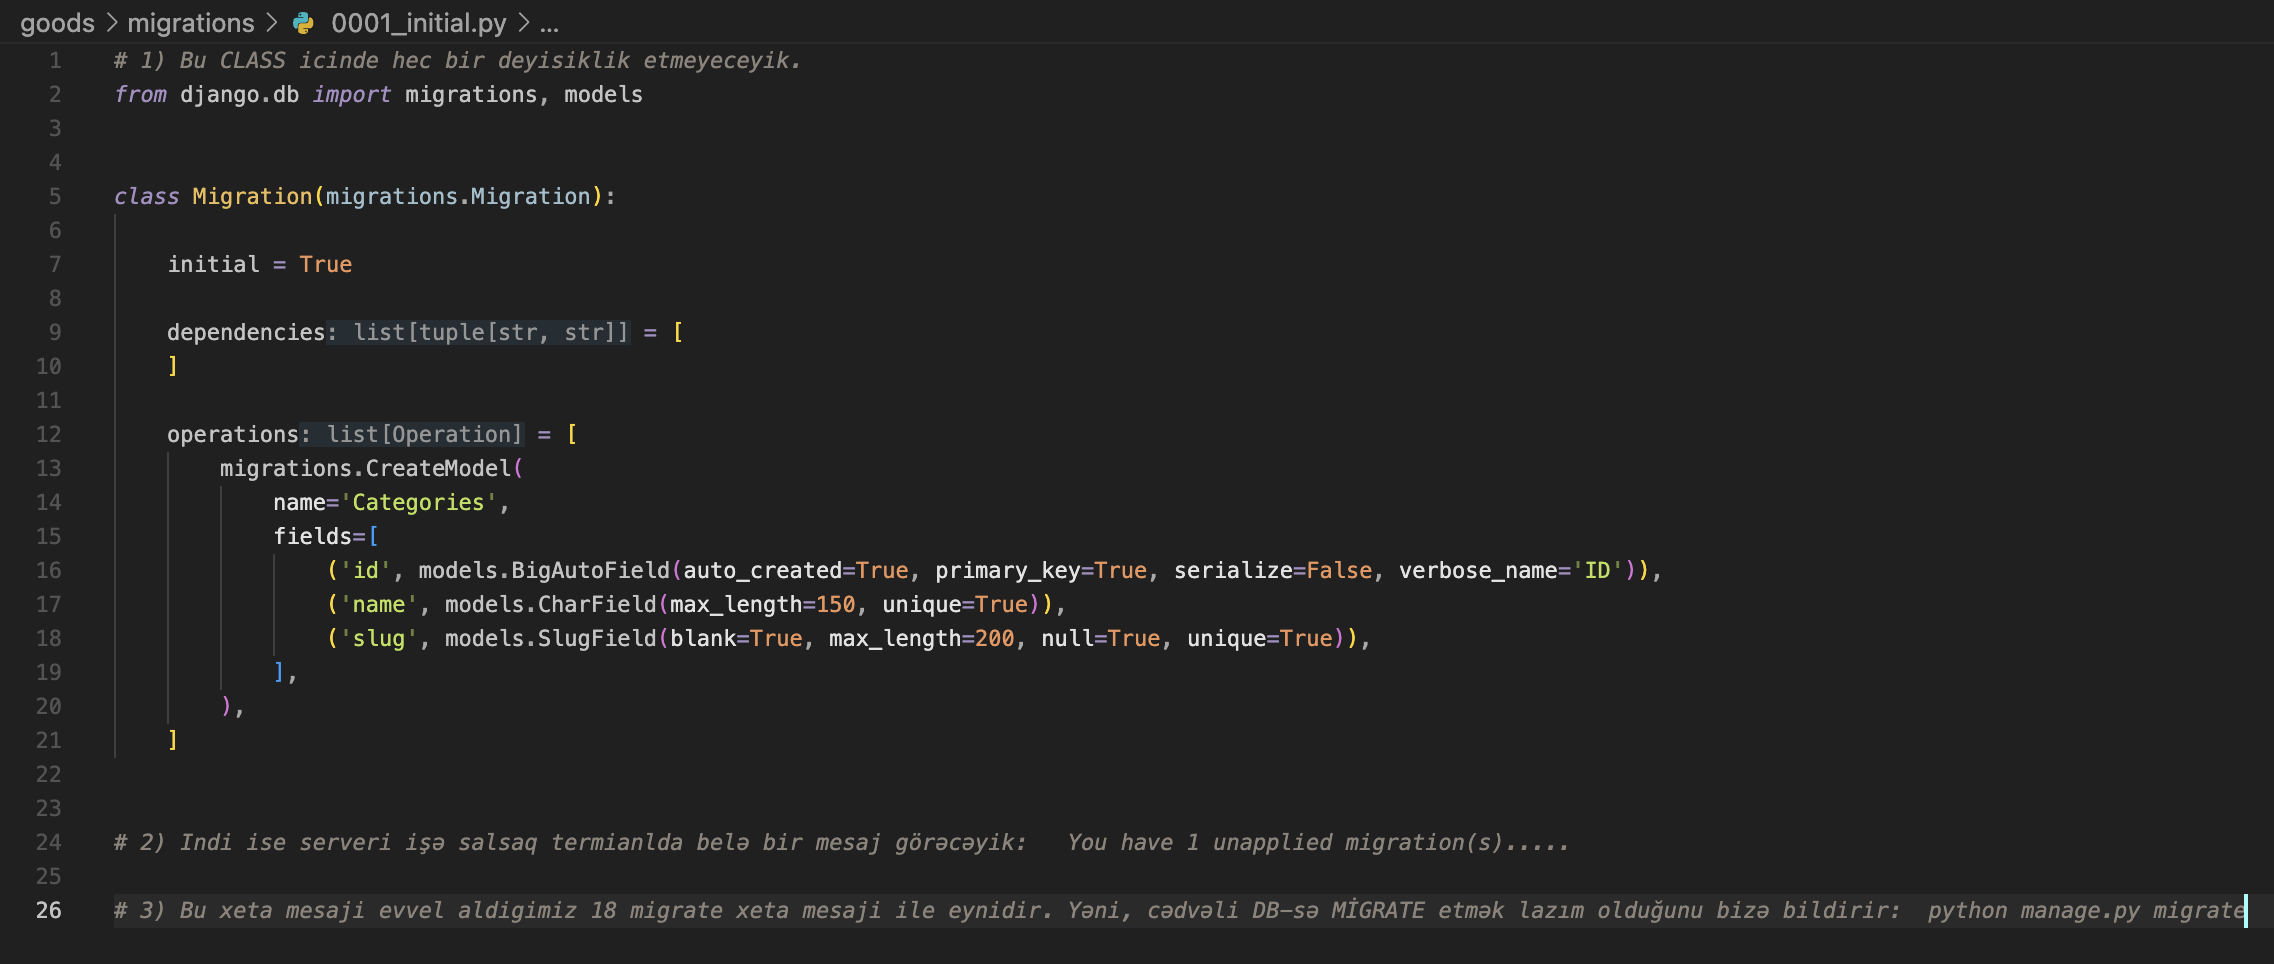 goods > migrations > 0001_initial.py > ...
1 # 1) Bu CLASS icinde hec bir deyisiklik etmeyeceyik.
2 from django.db import migrations, models
3
4
5 class Migration(migrations.Migration):
6
7 initial = True
8
9 dependencies: list[tuple[str, str]] = [
10 ]
11
12 operations: list[Operation] = [
13 migrations.CreateModel(
14 name='Categories',
15 fields=[
16 ('id', models.BigAutoField(auto_created=True, primary_key=True, serialize=False, verbose_name='ID')),
17 ('name', models.CharField(max_length=150, unique=True)),
18 ('slug', models.SlugField(blank=True, max_length=200, null=True, unique=True)),
19 ],
20 ),
21 ]
22
23
24 # 2) Indi ise serveri işə salsaq termianlda belə bir mesaj görəcəyik: You have 1 unapplied migration(s).....
25
26 # 3) Bu xeta mesaji evvel aldigimiz 18 migrate xeta mesaji ile eynidir. Yəni, cədvəli DB-sə MİGRATE etmək lazım olduğunu bizə bildirir: python manage.py migrate